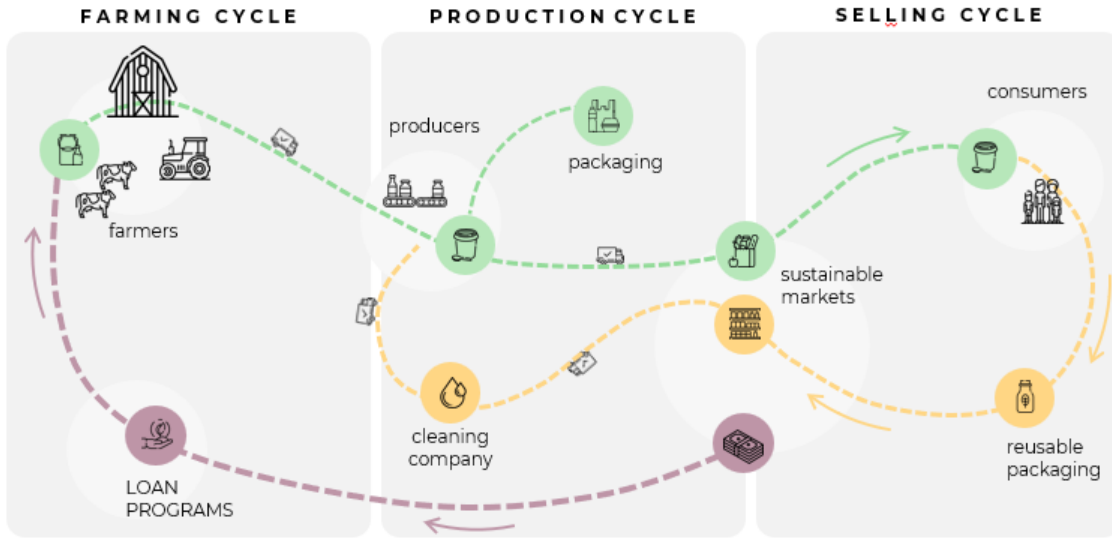 FARMING CYCLE
PRODUCTION CYCLE
SELLING CYCLE
consumers
producers
packaging
farmers
sustainable
markets
cleaning
company
reusable
packaging
LOAN
PROGRAMS